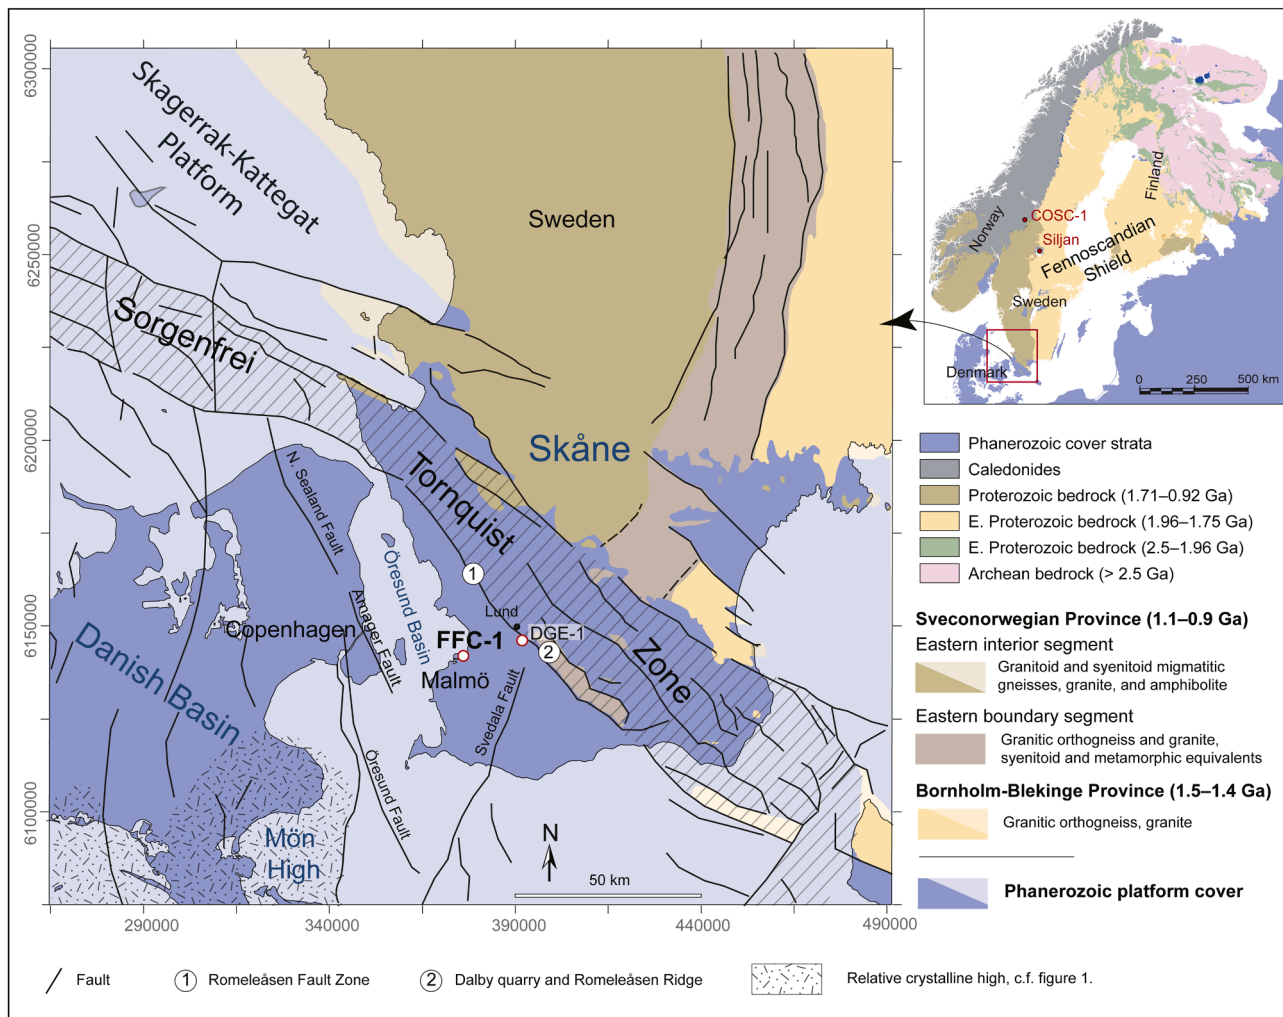 6300000
6250000
6200000
6150000
6100000
290000
340000
390000
440000
490000
Skagerrak-Kattegat
Platform
Sweden
Sorgenfrei
Skåne
Tornquist
Zone
N. Sealand Fault
Öresund Basin
1
Lund
DGE-1
Copenhagen
Amager Fault
FFC-1
2
Malmö
Danish Basin
Svedala Fault
Öresund Fault
Mön
High
N
50 km
Norway
Finland
COSC-1
Siljan
Fennoscandian
Shield
Sweden
Denmark
0 250 500 km
Phanerozoic cover strata
Caledonides
Proterozoic bedrock (1.71–0.92 Ga)
E. Proterozoic bedrock (1.96–1.75 Ga)
E. Proterozoic bedrock (2.5–1.96 Ga)
Archean bedrock (> 2.5 Ga)
Sveconorwegian Province (1.1–0.9 Ga)
Eastern interior segment
Granitoid and syenitoid migmatitic
gneisses, granite, and amphibolite
Eastern boundary segment
Granitic orthogneiss and granite,
syenitoid and metamorphic equivalents
Bornholm-Blekinge Province (1.5–1.4 Ga)
Granitic orthogneiss, granite
Phanerozoic platform cover
Fault
1 Romeleåsen Fault Zone
2 Dalby quarry and Romeleåsen Ridge
Relative crystalline high, c.f. figure 1.